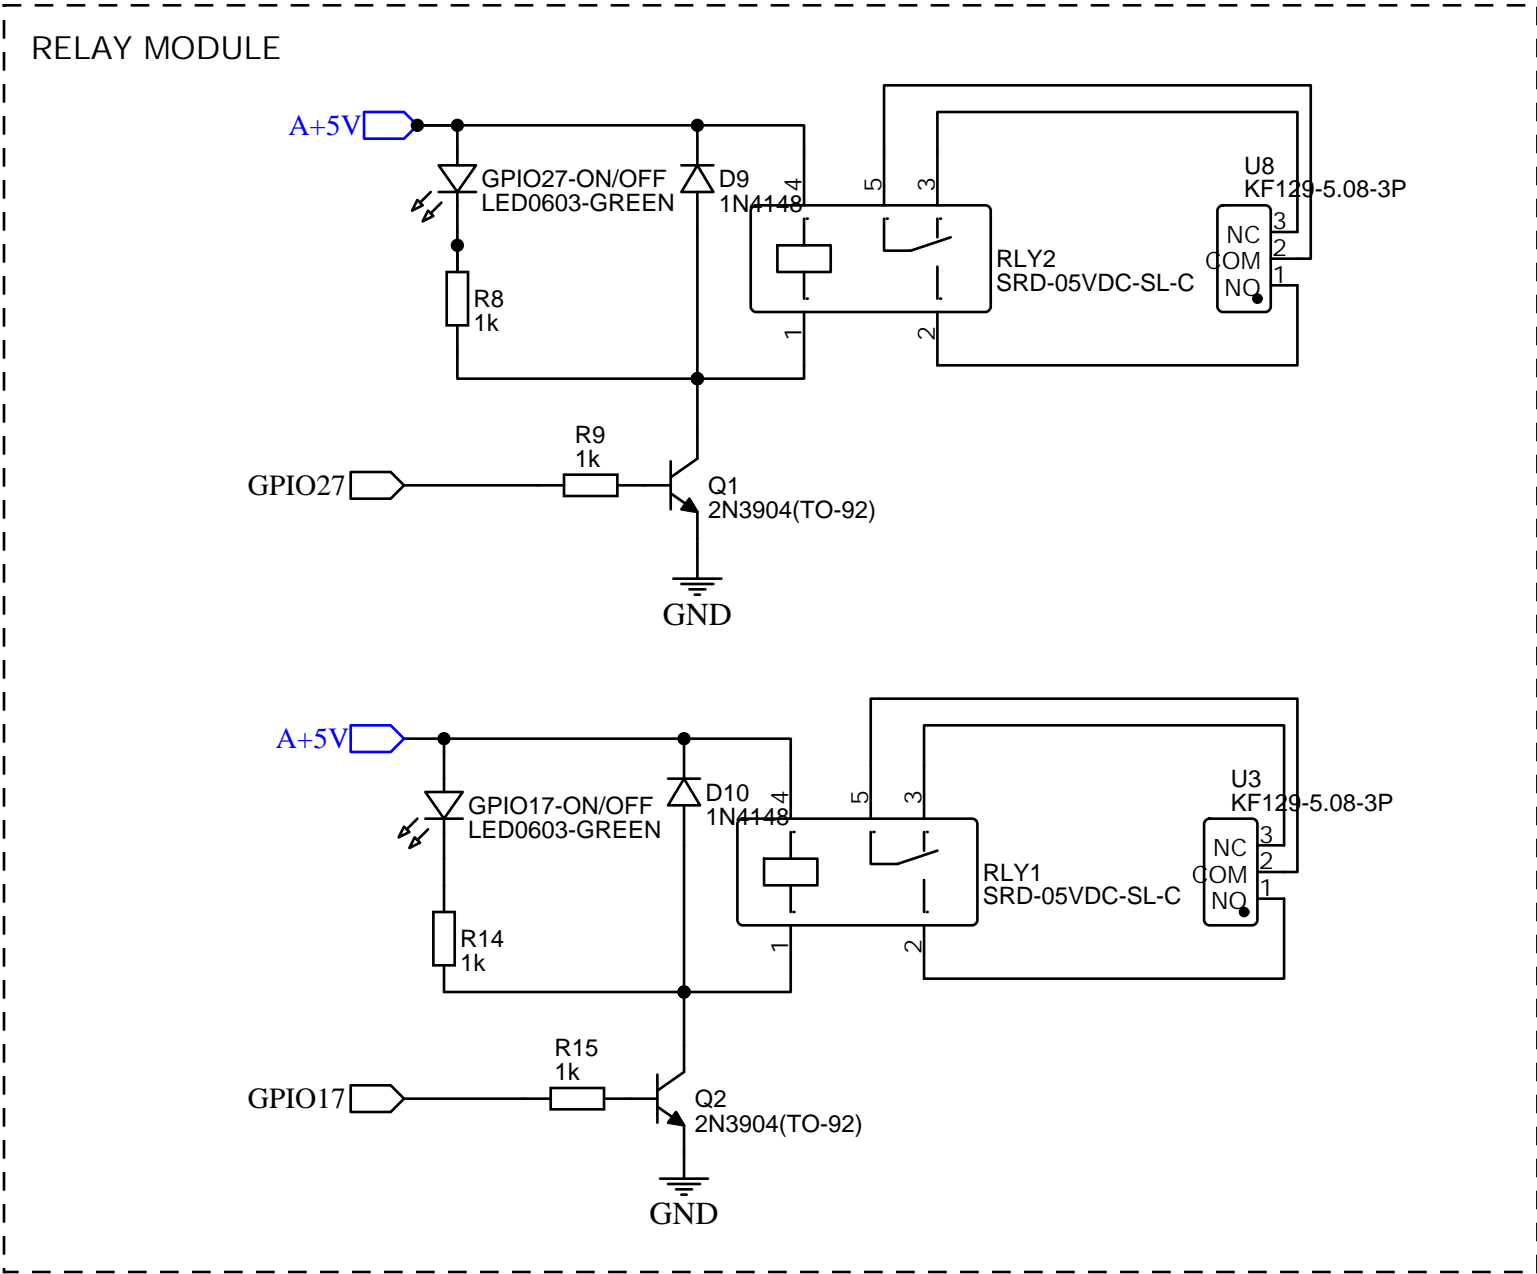 RELAY MODULE
A+5V
GPIO27-ON/OFF
LED0603-GREEN
D9
1N4148
4
5
3
U8
KF129-5.08-3P
NC
3
COM
2
NO
1
RLY2
SRD-05VDC-SL-C
R8
1k
1
2
R9
1k
GPIO27
Q1
2N3904(TO-92)
GND
A+5V
GPIO17-ON/OFF
LED0603-GREEN
D10
1N4148
4
5
3
U3
KF129-5.08-3P
NC
3
COM
2
NO
1
RLY1
SRD-05VDC-SL-C
R14
1k
1
2
R15
1k
GPIO17
Q2
2N3904(TO-92)
GND